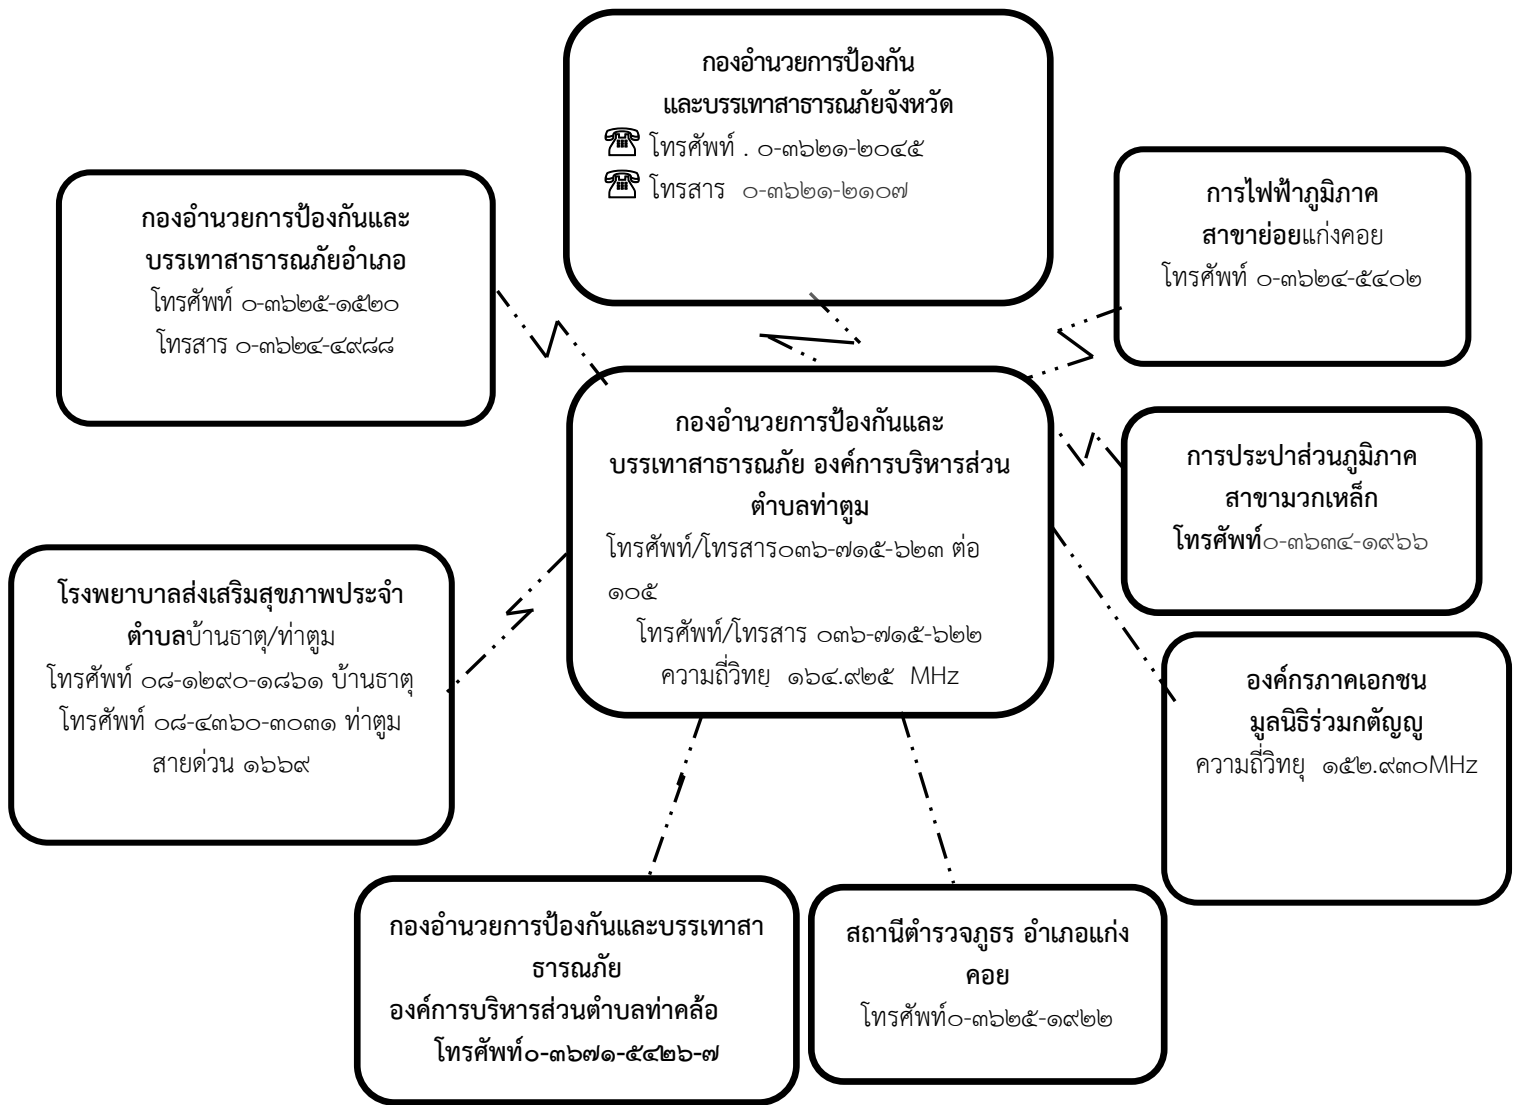 กองอำนวยการป้องกัน
และบรรเทาสาธารณภัยจังหวัด
โทรศัพท์ . ๐-๓๖๒๑-๒๐๔๕
โทรสาร ๐-๓๖๒๑-๒๑๐๗
กองอำนวยการป้องกันและ
บรรเทาสาธารณภัยอำเภอ
โทรศัพท์ ๐-๓๖๒๕-๑๕๒๐
โทรสาร ๐-๓๖๒๔-๔๙๘๘
การไฟฟ้าภูมิภาค
สาขาย่อยแก่งคอย
โทรศัพท์ ๐-๓๖๒๔-๕๔๐๒
กองอำนวยการป้องกันและ
บรรเทาสาธารณภัย องค์การบริหารส่วน
ตำบลท่าตูม
โทรศัพท์/โทรสาร๐๓๖-๗๑๕-๖๒๓ ต่อ
๑๐๕
โทรศัพท์/โทรสาร ๐๓๖-๗๑๕-๖๒๒
ความถี่วิทยุ ๑๖๔.๙๒๕ MHz
การประปาส่วนภูมิภาค
สาขามวกเหล็ก
โทรศัพท์๐-๓๖๓๔-๑๙๖๖
โรงพยาบาลส่งเสริมสุขภาพประจำ
ตำบลบ้านธาตุ/ท่าตูม
โทรศัพท์ ๐๘-๑๒๙๐-๑๘๖๑ บ้านธาตุ
โทรศัพท์ ๐๘-๔๓๖๐-๓๐๓๑ ท่าตูม
สายด่วน ๑๖๖๙
องค์กรภาคเอกชน
มูลนิธิร่วมกตัญญู
ความถี่วิทยุ ๑๕๒.๙๓๐MHz
กองอำนวยการป้องกันและบรรเทาสา
ธารณภัย
องค์การบริหารส่วนตำบลท่าคล้อ
โทรศัพท์๐-๓๖๗๑-๕๔๒๖-๗
สถานีตำรวจภูธร อำเภอแก่ง
คอย
โทรศัพท์๐-๓๖๒๕-๑๙๒๒